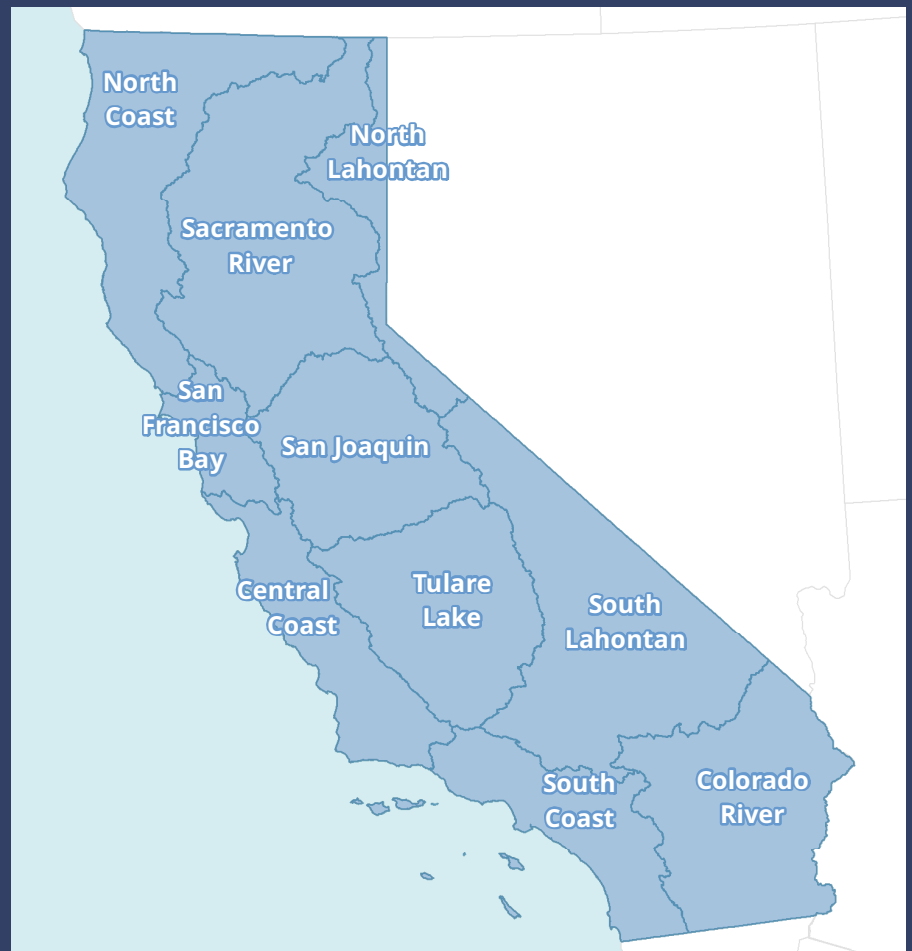 North
Coast
North
Lahontan
Sacramento
River
San
Francisco
Bay
San Joaquin
Central
Coast
Tulare
Lake
South
Lahontan
South
Coast
Colorado
River